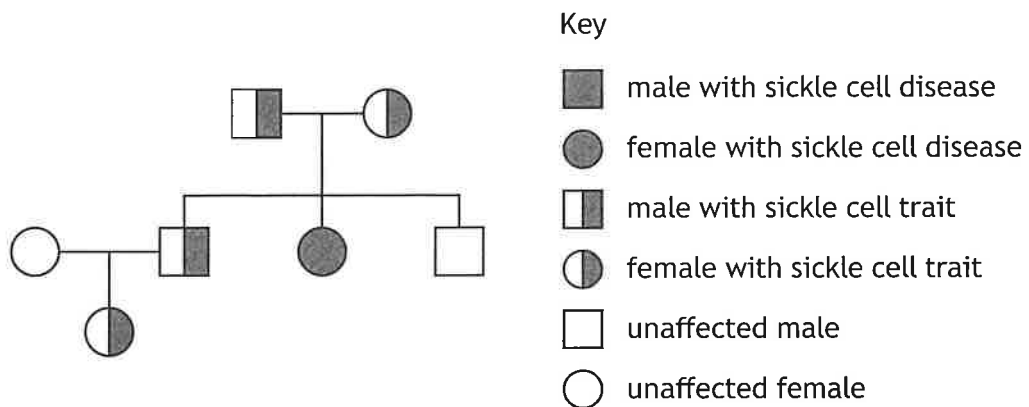 Key
male with sickle cell disease
female with sickle cell disease
male with sickle cell trait
female with sickle cell trait
unaffected male
unaffected female